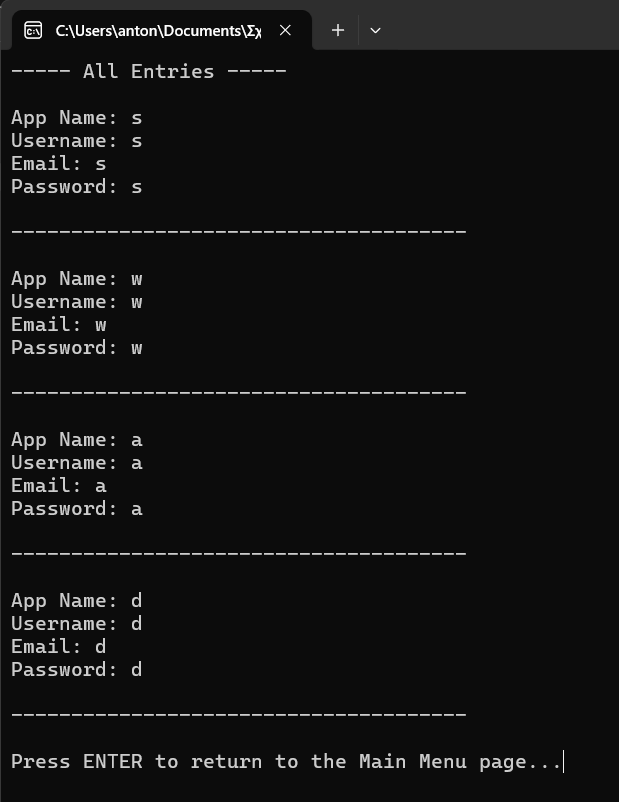 C:\Users\anton\Documents\Σχ
----- All Entries -----
App Name: s
Username: s
Email: s
Password: s
--------------------------------------
App Name: w
Username: w
Email: w
Password: w
--------------------------------------
App Name: a
Username: a
Email: a
Password: a
--------------------------------------
App Name: d
Username: d
Email: d
Password: d
--------------------------------------
Press ENTER to return to the Main Menu page...